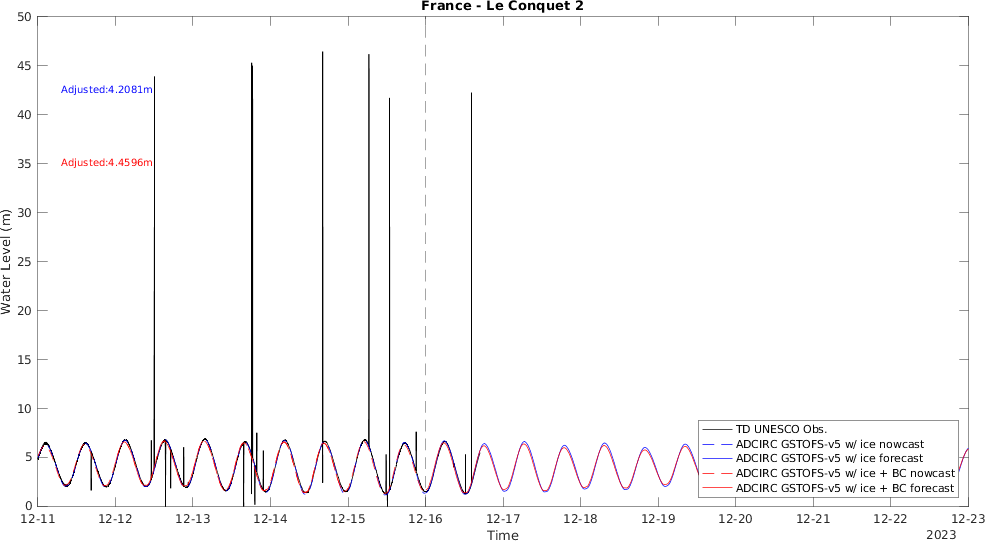 France - Le Conquet 2
50
45
40
35
30
25
20
15
10
5
0
Water Level (m)
Adjusted:4.2081m
Adjusted:4.4596m
TD UNESCO Obs.
ADCIRC GSTOFS-v5 w/ ice nowcast
ADCIRC GSTOFS-v5 w/ ice forecast
ADCIRC GSTOFS-v5 w/ ice + BC nowcast
ADCIRC GSTOFS-v5 w/ ice + BC forecast
12-11 12-12 12-13 12-14 12-15 12-16 12-17 12-18 12-19 12-20 12-21 12-22 12-23
Time
2023